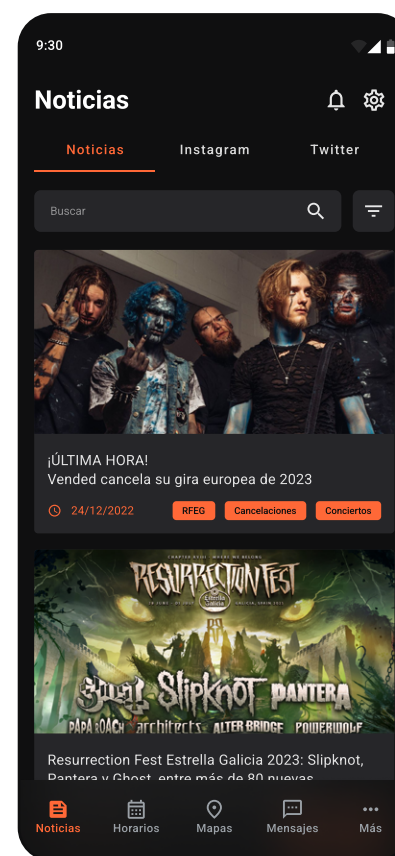 9:30
Noticias
Noticias Instagram Twitter
Buscar
¡ÚLTIMA HORA!
Vended cancela su gira europea de 2023
24/12/2022 RFEG Cancelaciones Conciertos
RESURRECTION FEST
Estrella
Galicia
Ghost Slipknot PANTERA
PAPA ROACH architects ALTER BRIDGE POWERWOLF
Resurrection Fest Estrella Galicia 2023: Slipknot,
Pantera y Ghost, entre más de 80 nuevas
Noticias Horarios Mapas Mensajes Más